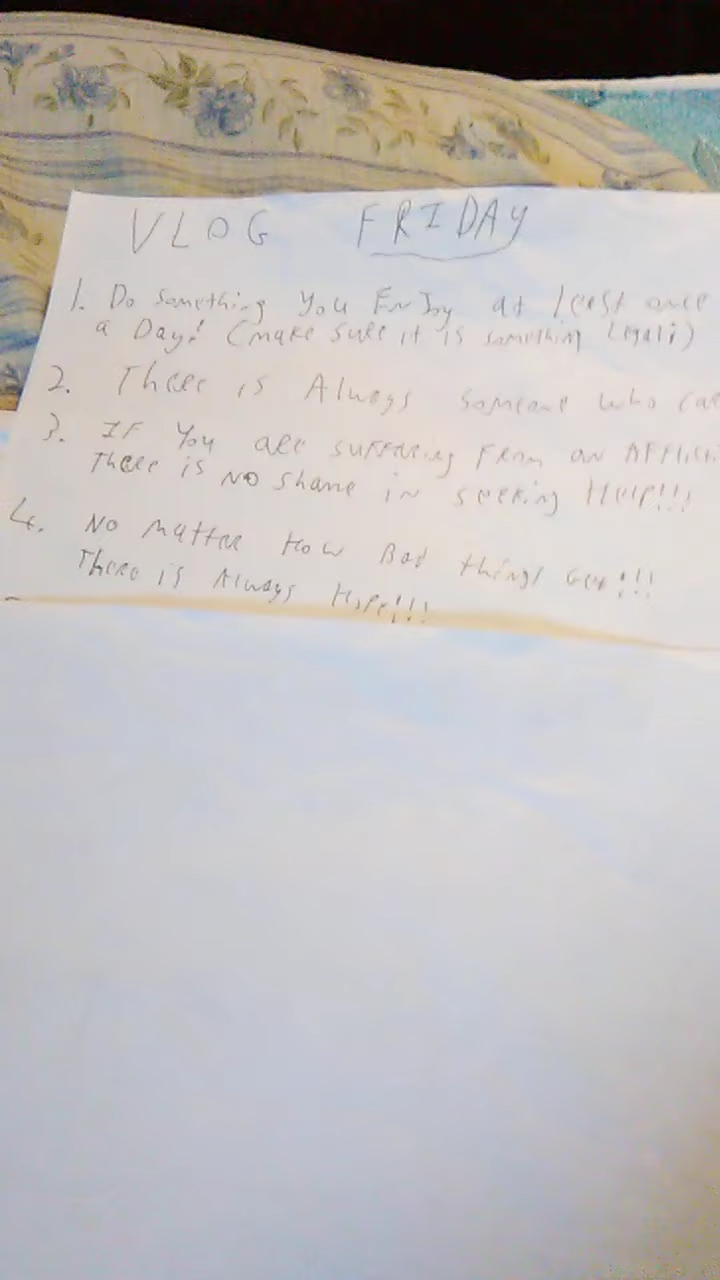 VLOG FRIDAY
1. Do something You EnJoy at least once
a Day! (make sure it is something Legal!)
2. There is Always someone who
3. IF You are suffering From an
There is NO shame in seeking Help!!!
4. NO matter How Bad things Get!!!
There is Always Hope!!!